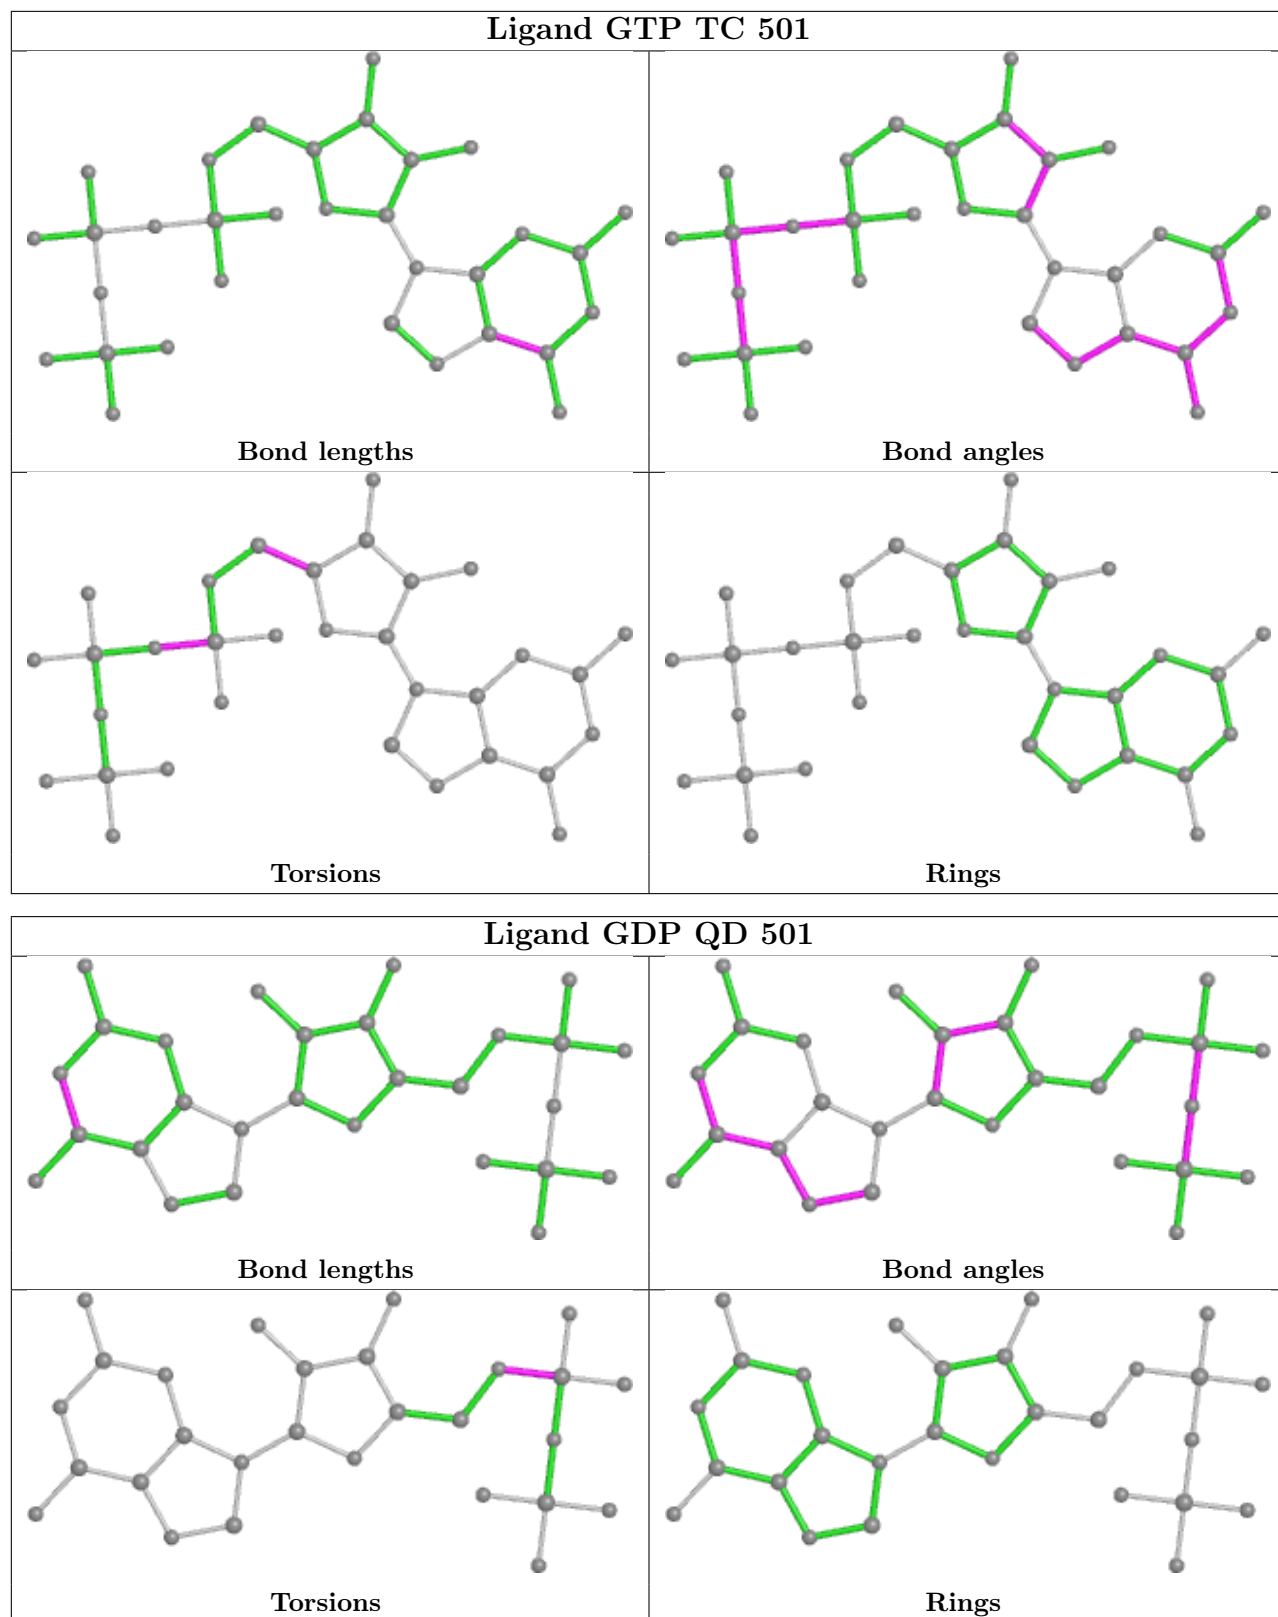 Ligand GTP TC 501
Bond lengths
Bond angles
Torsions
Rings
Ligand GDP QD 501
Bond lengths
Bond angles
Torsions
Rings